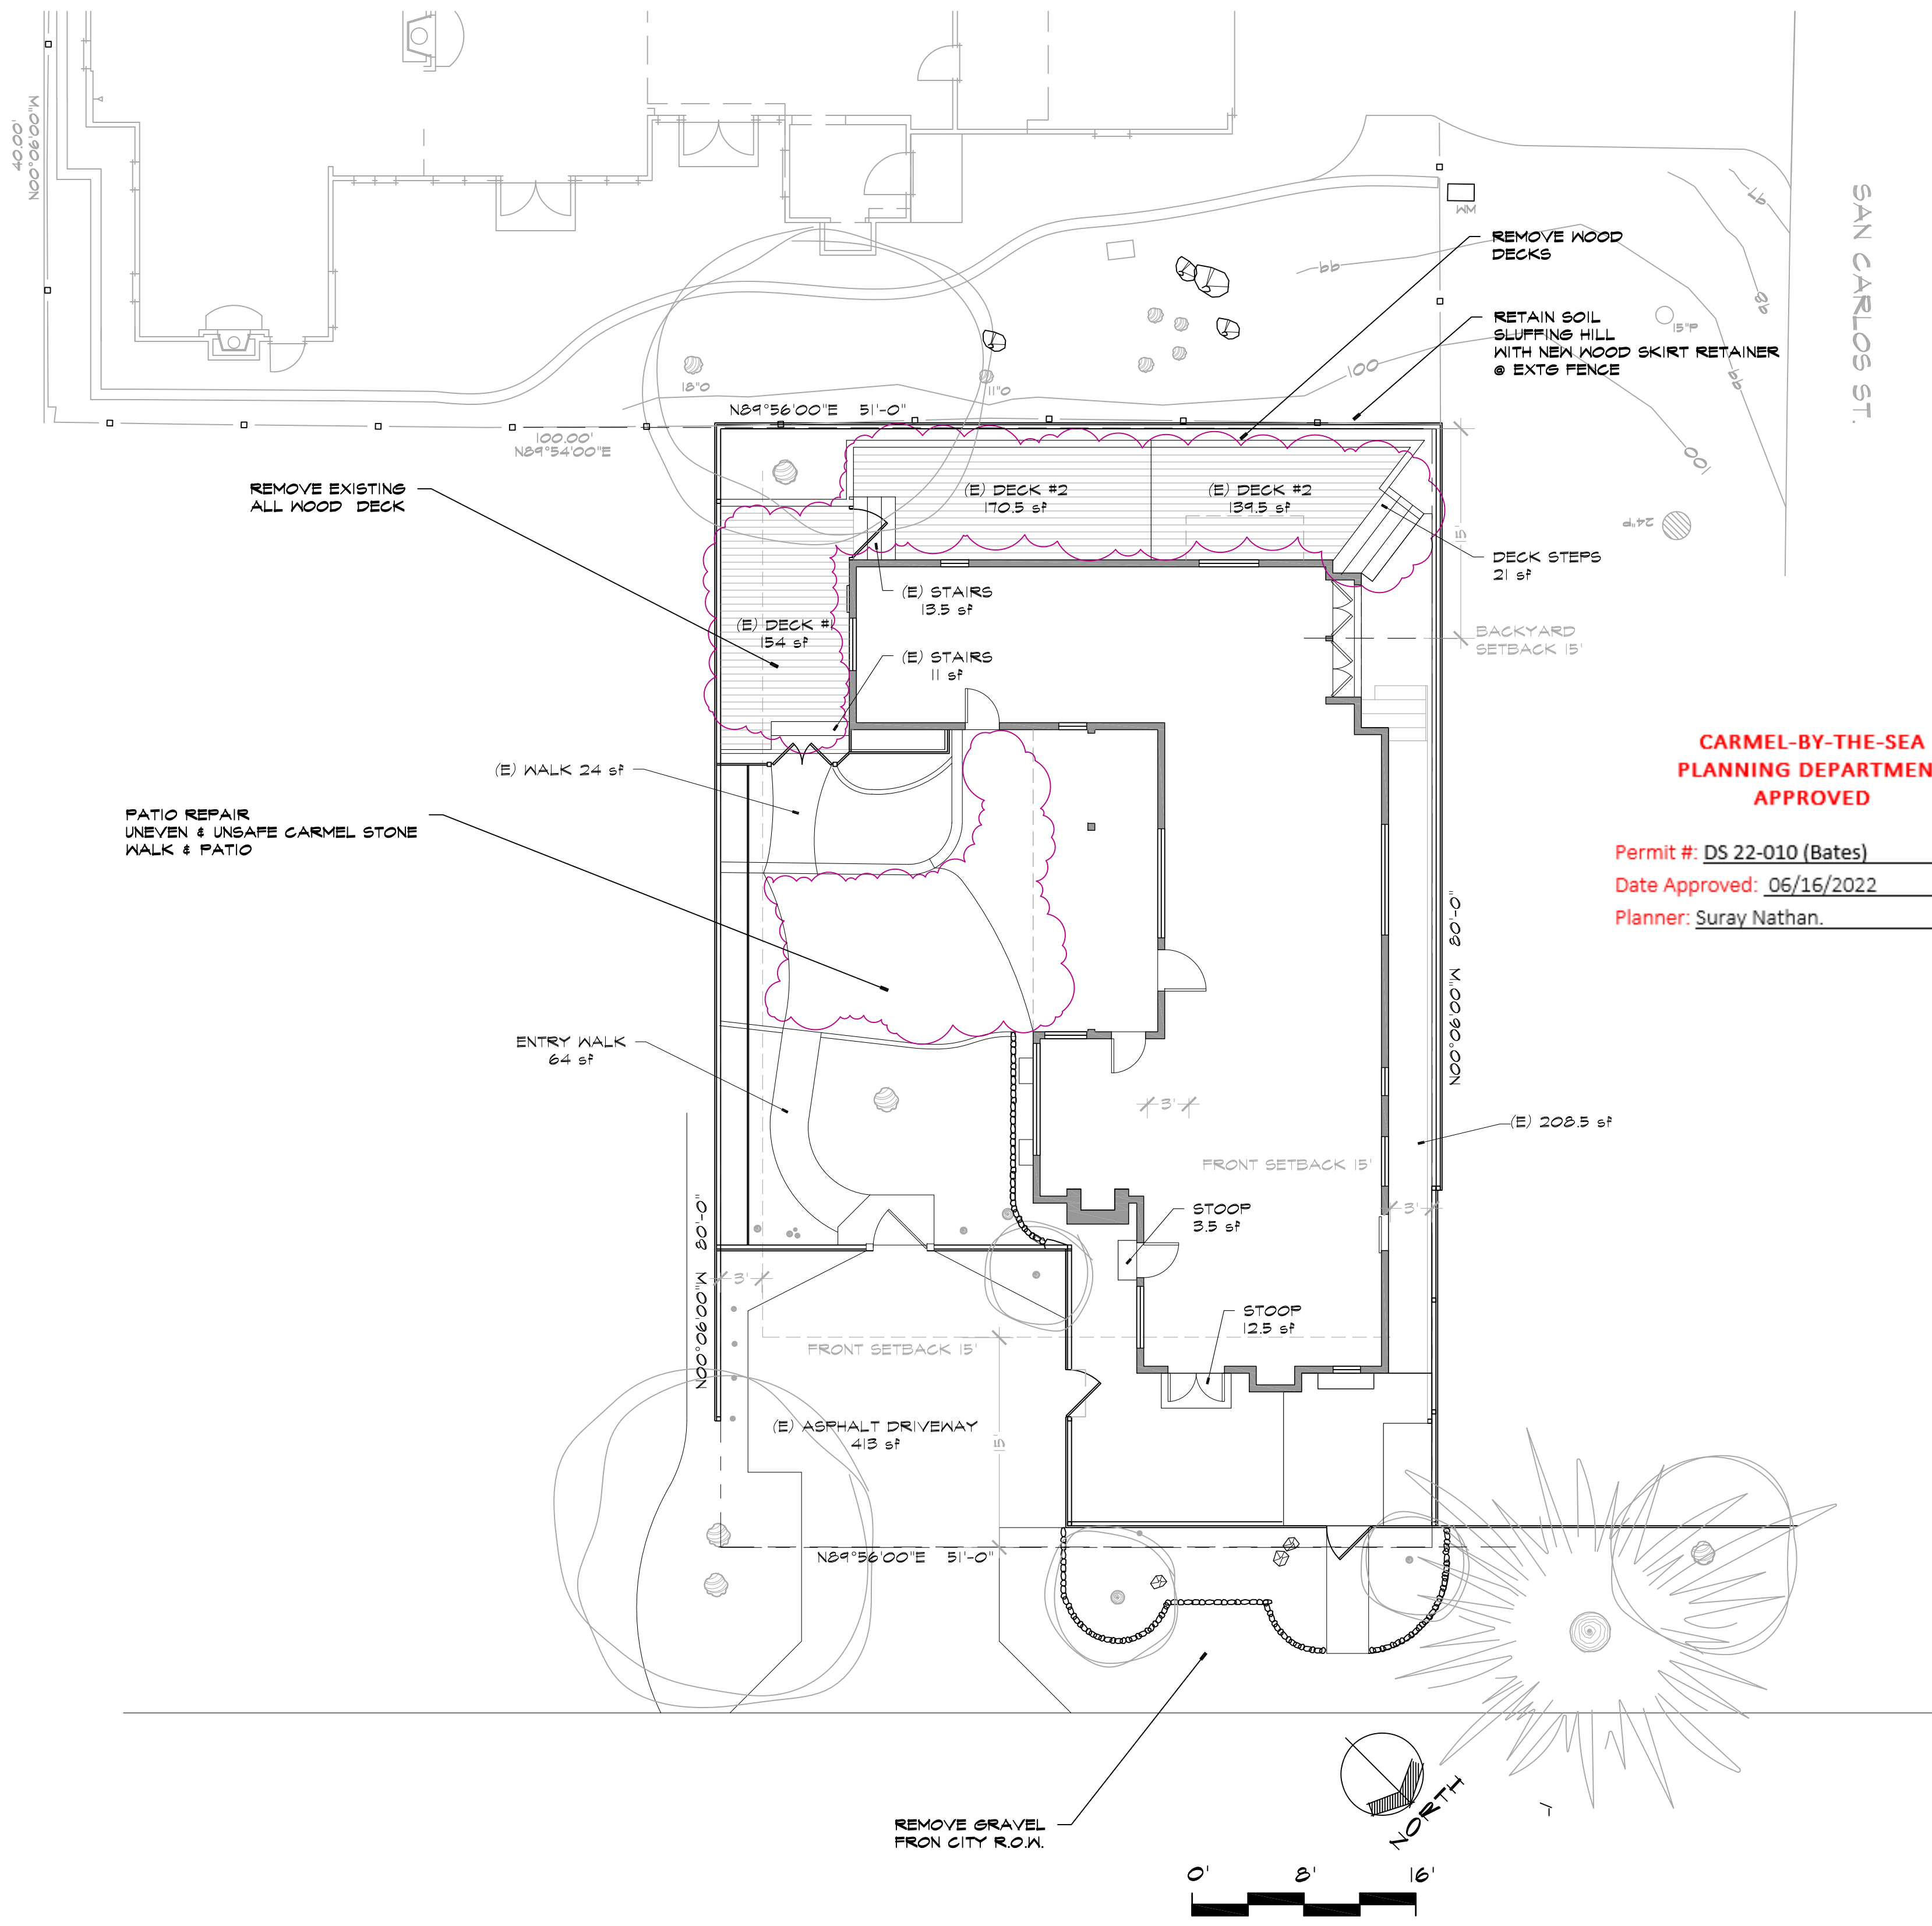 40.00'
N00°06'00"W
SAN CARLOS ST.
WM
REMOVE WOOD
DECKS
97
98
99
RETAIN SOIL
SLUFFING HILL
WITH NEW WOOD SKIRT RETAINER
@ EXTG FENCE
15"P
100
99
18"O
11"O
N89°56'00"E 51'-0"
100.00'
N89°54'00"E
100
REMOVE EXISTING
ALL WOOD DECK
(E) DECK #2
170.5 sf
(E) DECK #2
139.5 sf
24"P
15'
DECK STEPS
21 sf
(E) STAIRS
13.5 sf
(E) DECK #1
154 sf
BACKYARD
SETBACK 15'
(E) STAIRS
11 sf
CARMEL-BY-THE-SEA
PLANNING DEPARTMEN
APPROVED
(E) WALK 24 sf
PATIO REPAIR
UNEVEN & UNSAFE CARMEL STONE
WALK & PATIO
Permit #: DS 22-010 (Bates)
Date Approved: 06/16/2022
Planner: Suray Nathan.
N00°06'00"W 80'-0"
ENTRY WALK
64 sf
3'
(E) 208.5 sf
FRONT SETBACK 15'
STOOP
3.5 sf
3'
N00°06'00"W 80'-0"
3'
STOOP
12.5 sf
FRONT SETBACK 15'
(E) ASPHALT DRIVEWAY
413 sf
15'
N89°56'00"E 51'-0"
NORTH
REMOVE GRAVEL
FRON CITY R.O.W.
0' 8' 16'